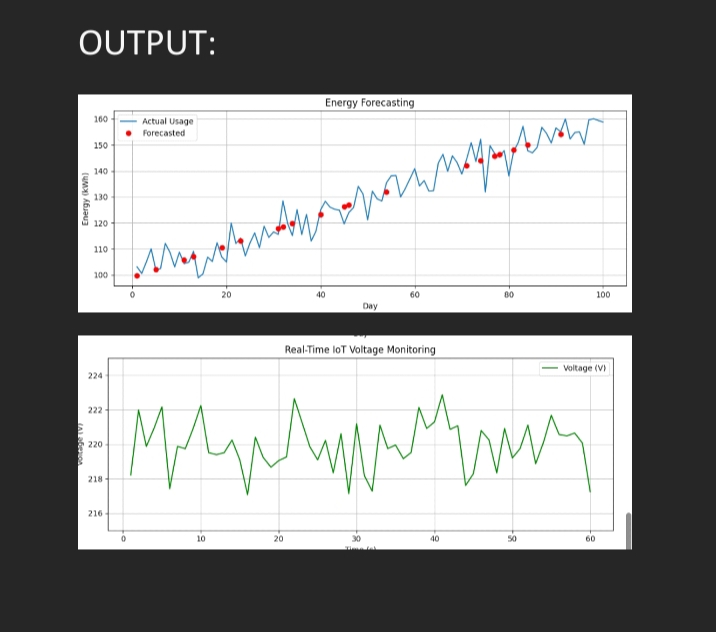 OUTPUT:
Energy Forecasting
Actual Usage
Forecasted
160
150
140
130
120
110
100
Energy (kWh)
0 20 40 60 80 100
Day
Real-Time IoT Voltage Monitoring
Voltage (V)
224
222
220
218
216
Voltage (V)
0 10 20 30 40 50 60
Time (s)